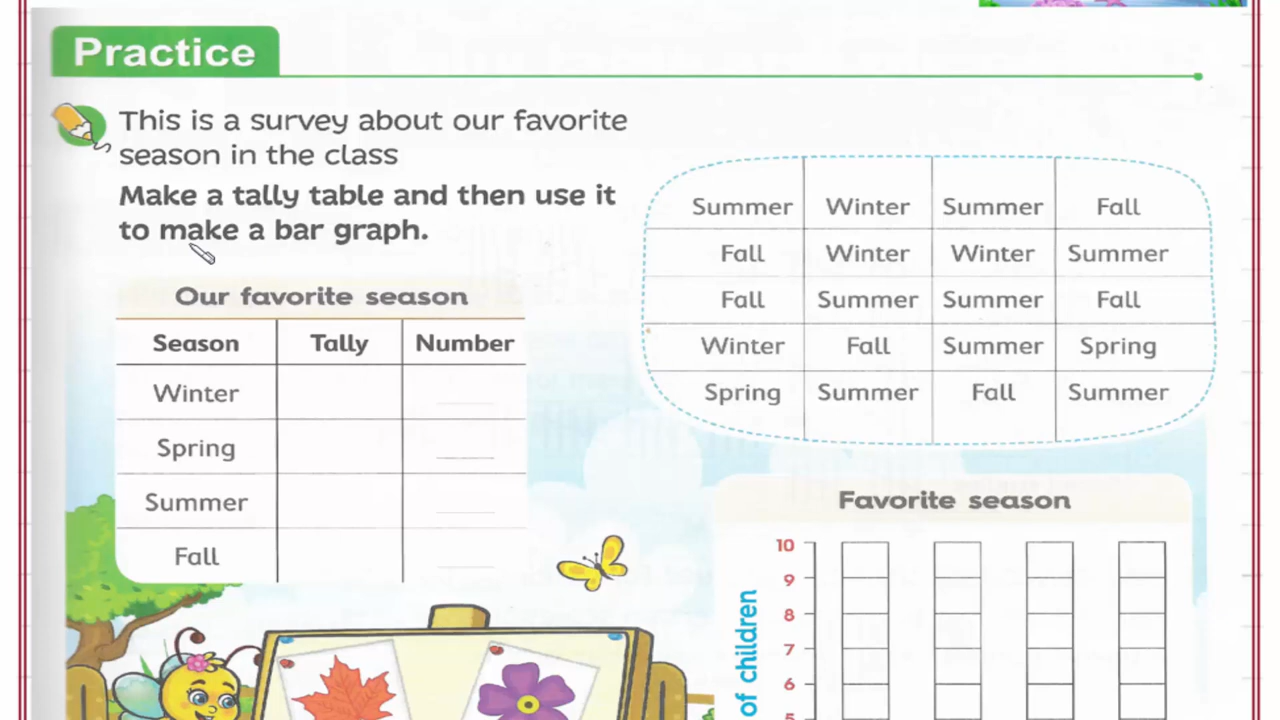 Practice
This is a survey about our favorite
season in the class
Make a tally table and then use it
to make a bar graph.
Summer Winter Summer Fall
Fall Winter Winter Summer
Fall Summer Summer Fall
Winter Fall Summer Spring
Spring Summer Fall Summer
Our favorite season
Season Tally Number
Winter
Spring
Summer
Fall
Favorite season
of children
10
9
8
7
6
5